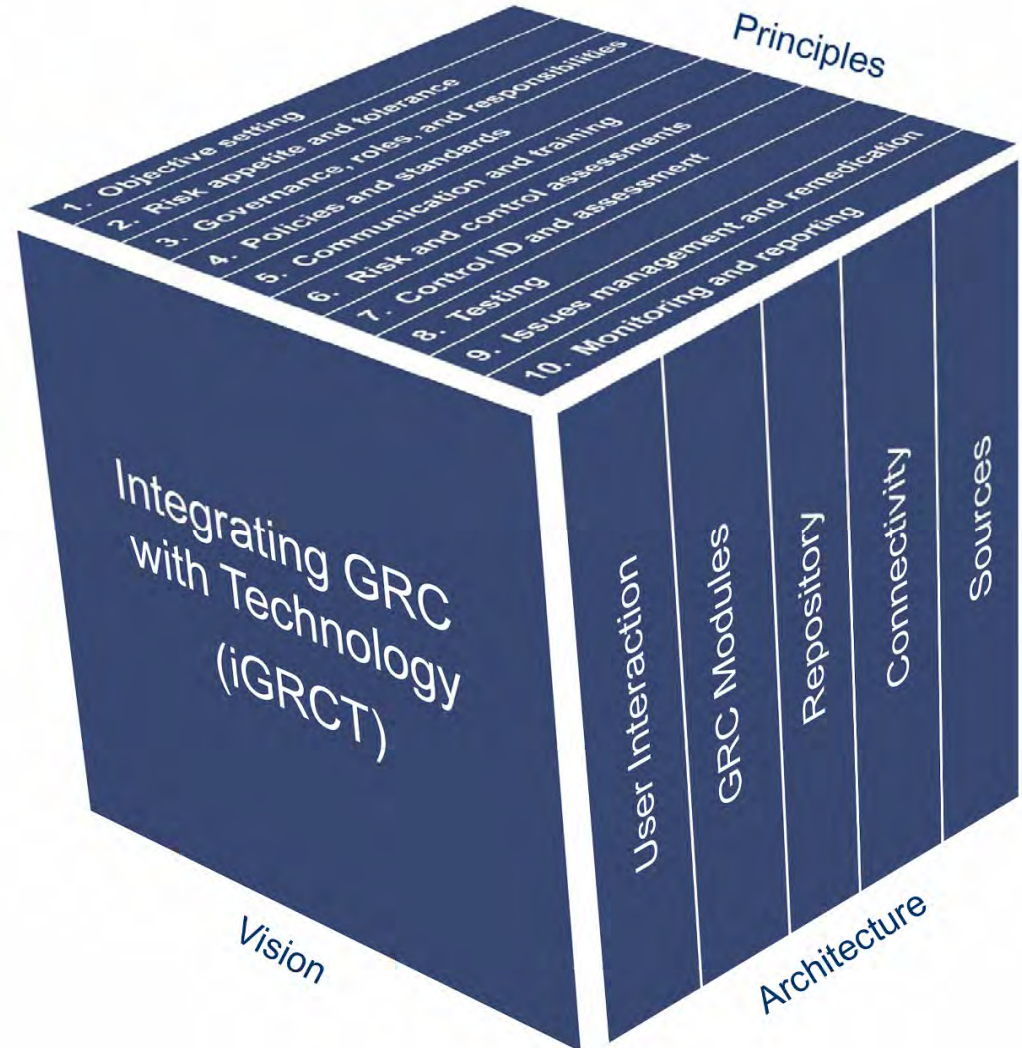 Principles
1. Objective setting
2. Risk appetite and tolerance
3. Governance, roles, and responsibilities
4. Policies and standards
5. Communication and training
6. Risk and control assessments
7. Control ID and assessment
8. Testing
9. Issues management and remedication
10. Monitoring and reporting
Integrating GRC
with Technology
(iGRCT)
User Interaction
GRC Modules
Repository
Connectivity
Sources
Vision
Architecture